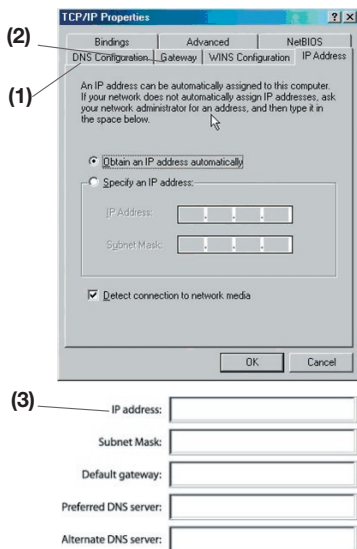 TCP/IP Properties
(2)
Bindings Advanced NetBIOS
DNS Configuration Gateway WINS Configuration IP Address
(1)
An IP address can be automatically assigned to this computer.
If your network does not automatically assign IP addresses, ask
your network administrator for an address, and then type it in
the space below.
Obtain an IP address automatically
Specify an IP address:
IP Address:
Subnet Mask:
Detect connection to network media
OK Cancel
(3)
IP address:
Subnet Mask:
Default gateway:
Preferred DNS server:
Alternate DNS server: